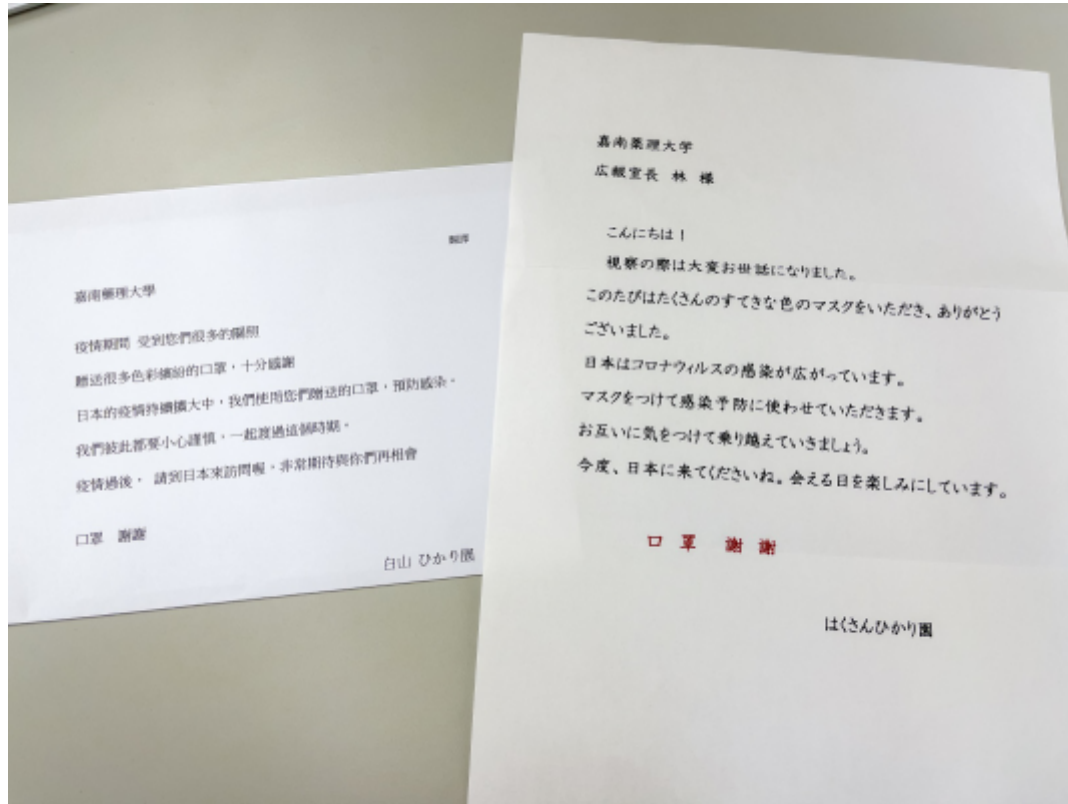 翻譯
嘉南藥理大學
疫情期間 受到您們很多的關照
贈送很多色彩繽紛的口罩，十分感謝
日本的疫情持續擴大中，我們使用您們贈送的口罩，預防感染。
我們彼此都要小心謹慎，一起渡過這個時期。
疫情過後， 請到日本來訪問喔，非常期待與你們再相會
口罩 謝謝
白山 ひかり園
嘉南薬理大学
広報室長 林 様
こんにちは！
視察の際は大変お世話になりました。
このたびはたくさんのすてきな色のマスクをいただき、ありがとう
ございました。
日本はコロナウィルスの感染が広がっています。
マスクをつけて感染予防に使わせていただきます。
お互いに気をつけて乗り越えていきましょう。
今度、日本に来てくださいね。会える日を楽しみにしています。
口 罩 謝 謝
はくさんひかり園